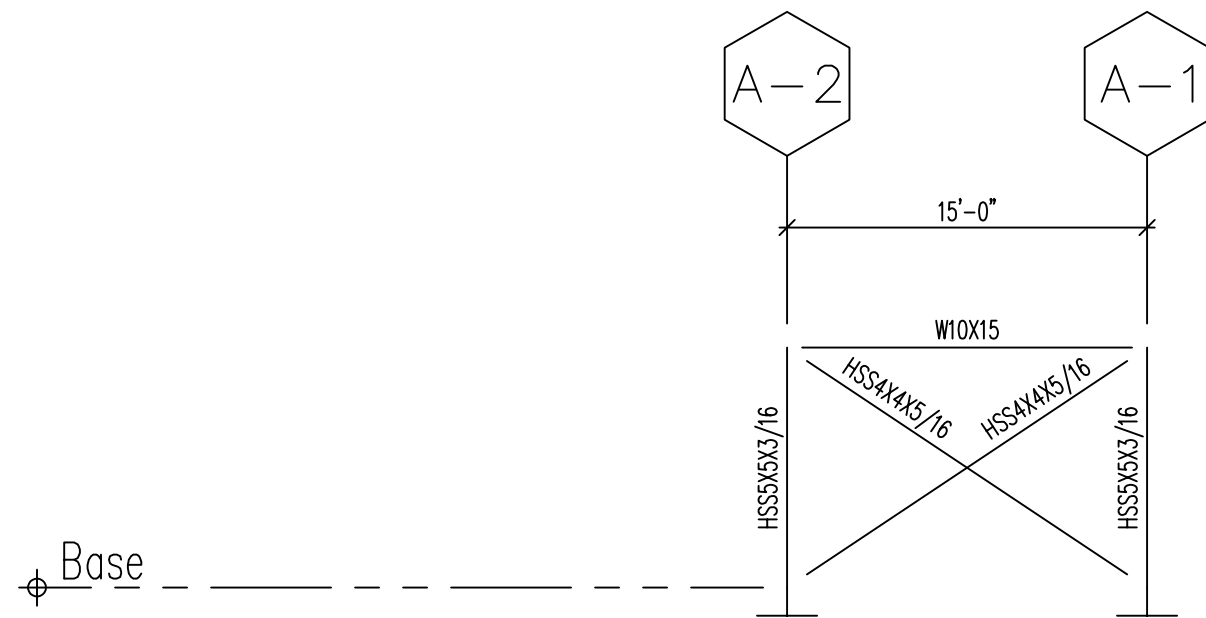 A-2
A-1
15'-0"
W10X15
HSS4X4X5/16
HSS4X4X5/16
HSS5X5X3/16
HSS5X5X3/16
Base